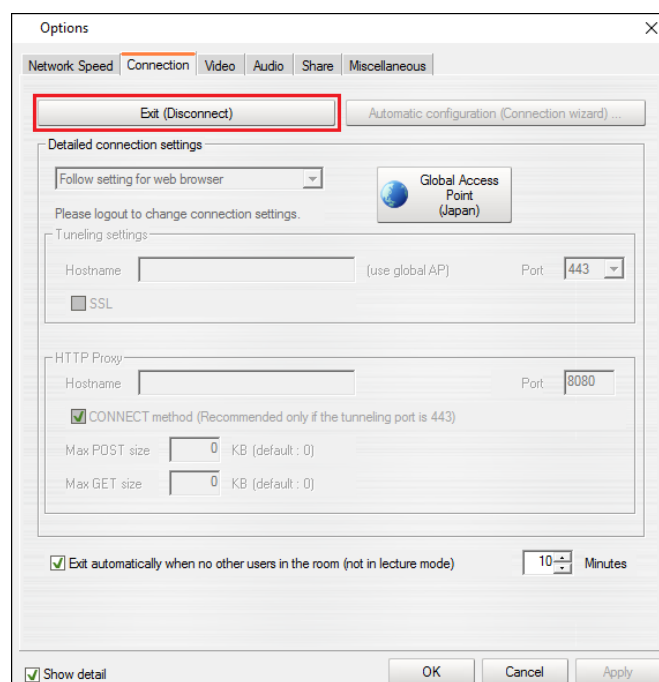 Options
Network Speed Connection Video Audio Share Miscellaneous
Exit (Disconnect) Automatic configuration (Connection wizard) ...
Detailed connection settings
Follow setting for web browser
Global Access
Point
(Japan)
Please logout to change connection settings.
Tuneling settings
Hostname (use global AP) Port 443
SSL
HTTP Proxy
Hostname Port 8080
CONNECT method (Recommended only if the tunneling port is 443)
Max POST size 0 KB (default : 0)
Max GET size 0 KB (default : 0)
Exit automatically when no other users in the room (not in lecture mode) 10 Minutes
Show detail OK Cancel Apply